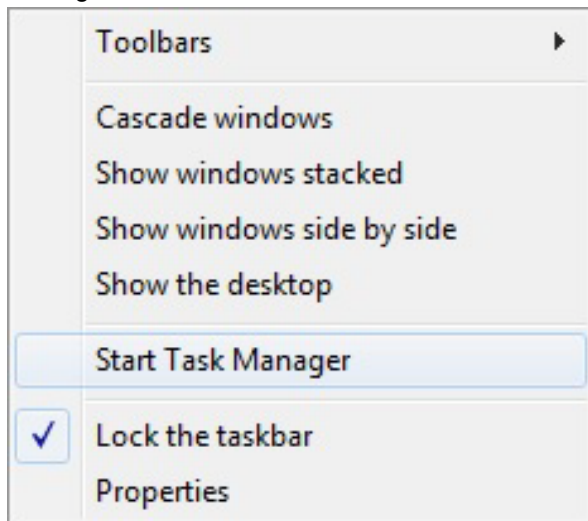 Toolbars
Cascade windows
Show windows stacked
Show windows side by side
Show the desktop
Start Task Manager
Lock the taskbar
Properties